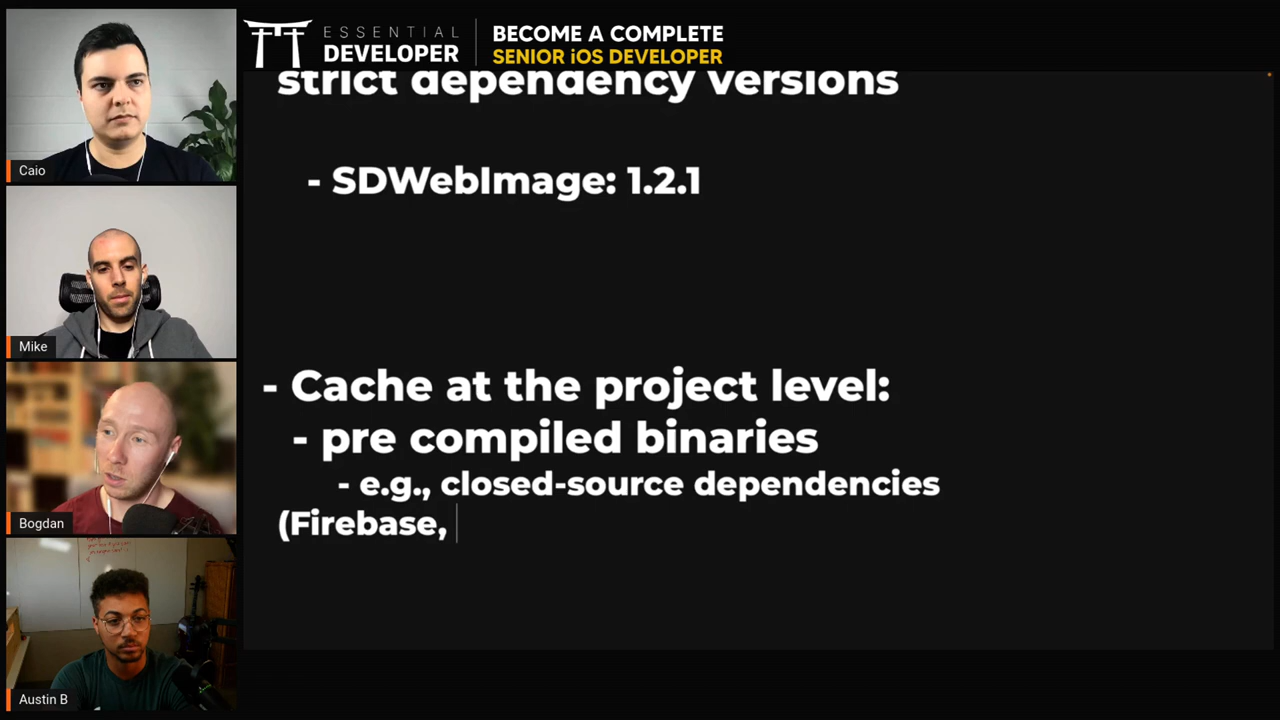 ESSENTIAL
DEVELOPER
BECOME A COMPLETE
SENIOR iOS DEVELOPER
strict dependency versions
- SDWebImage: 1.2.1
- Cache at the project level:
- pre compiled binaries
- e.g., closed-source dependencies
(Firebase,
Caio
Mike
Bogdan
Austin B